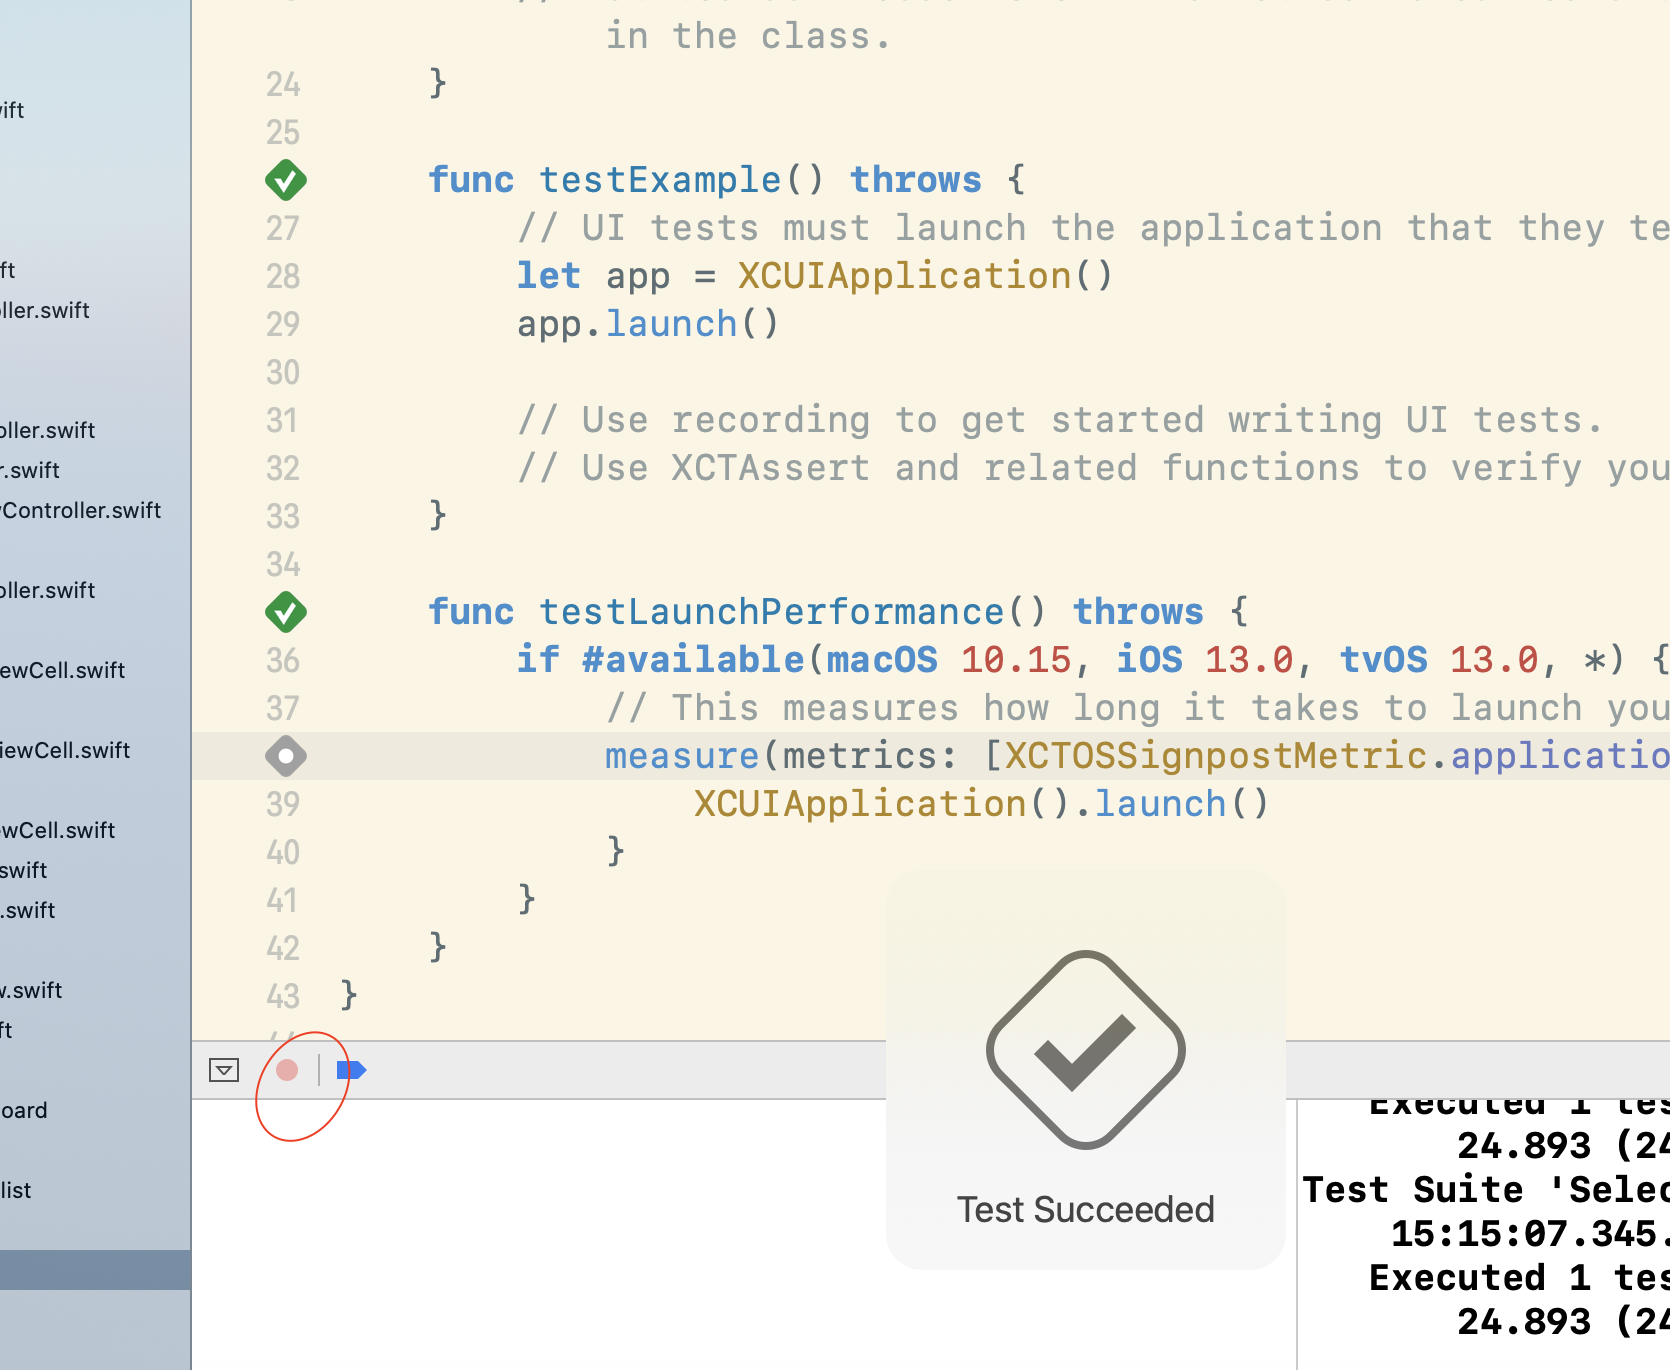 in the class.
24 }
25
ift
func testExample() throws {
27 // UI tests must launch the application that they te
ft
28 let app = XCUIApplication()
ller.swift
29 app.launch()
30
oller.swift
31 // Use recording to get started writing UI tests.
r.swift
32 // Use XCTAssert and related functions to verify you
Controller.swift
33 }
34
oller.swift
func testLaunchPerformance() throws {
36 if #available(macOS 10.15, iOS 13.0, tvOS 13.0, *) {
ewCell.swift
37 // This measures how long it takes to launch you
iewCell.swift
measure(metrics: [XCTOSSignpostMetric.applicatio
39 XCUIApplication().launch()
wCell.swift
40 }
swift
41 }
.swift
42 }
43 }
w.swift
ft
oard
list
Test Succeeded
Executed 1 tes
24.893 (24
Test Suite 'Selec
15:15:07.345.
Executed 1 tes
24.893 (24